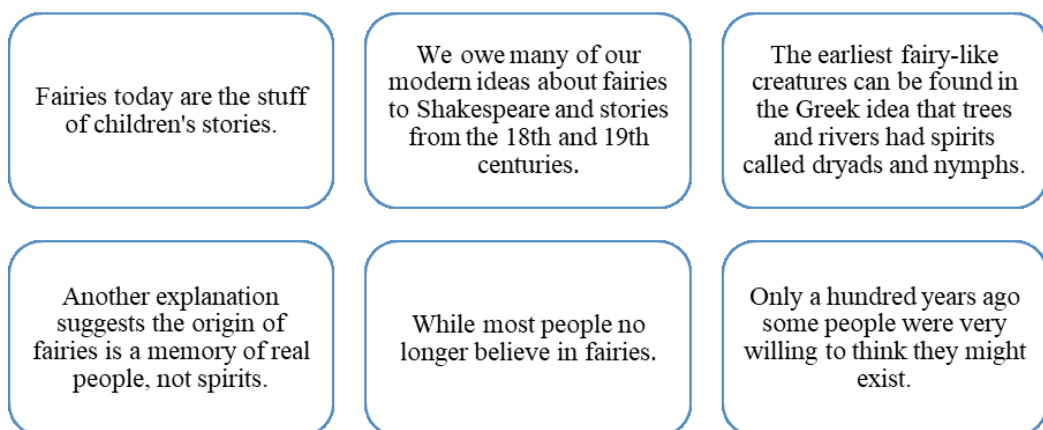 Fairies today are the stuff
of children's stories.
We owe many of our
modern ideas about fairies
to Shakespeare and stories
from the 18th and 19th
centuries.
The earliest fairy-like
creatures can be found in
the Greek idea that trees
and rivers had spirits
called dryads and nymphs.
Another explanation
suggests the origin of
fairies is a memory of real
people, not spirits.
While most people no
longer believe in fairies.
Only a hundred years ago
some people were very
willing to think they might
exist.